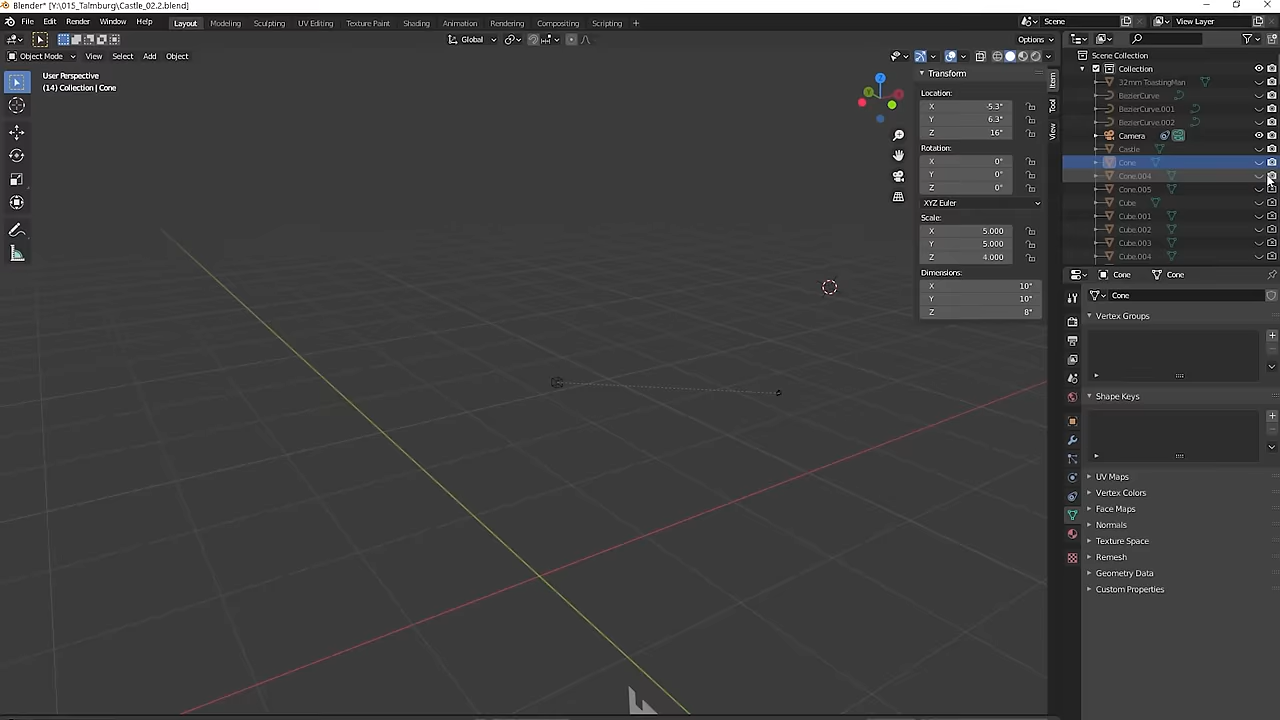 Blender* [Y:\015_Talmburg\Castle_02.2.blend]
File Edit Render Window Help Layout Modeling Sculpting UV Editing Texture Paint Shading Animation Rendering Compositing Scripting + Scene View Layer
Global Options
Object Mode View Select Add Object
User Perspective
(14) Collection | Cone
Transform
Location:
X -5.3"
Y 6.3"
Z 16"
Rotation:
X 0°
Y 0°
Z 0°
XYZ Euler
Scale:
X 5.000
Y 5.000
Z 4.000
Dimensions:
X 10"
Y 10"
Z 8"
Item
Tool
View
Z
Scene Collection
Collection
32mm ToastingMan
BezierCurve
BezierCurve.001
BezierCurve.002
Camera
Castle
Cone
Cone.004
Cone.005
Cube
Cube.001
Cube.002
Cube.003
Cube.004
Cone Cone
Cone
Vertex Groups
Shape Keys
UV Maps
Vertex Colors
Face Maps
Normals
Texture Space
Remesh
Geometry Data
Custom Properties